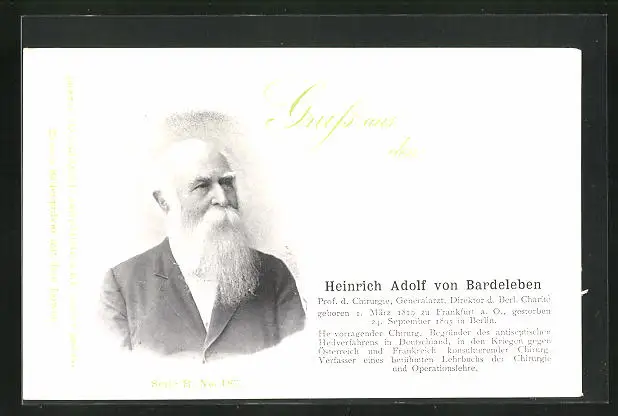 Gruß aus
Heinrich Adolf von Bardeleben
Prof. d. Chirurgie, Generalarzt, Direktor d. Berl. Charité
geboren 1. März 1819 zu Frankfurt a. O., gestorben
24. September 1895 in Berlin.
Hervorragender Chirurg, Begründer des antiseptischen
Heilverfahrens in Deutschland, in den Kriegen gegen
Österreich und Frankreich konsultierender Chirurg.
Verfasser eines berühmten Lehrbuchs der Chirurgie
und Operationslehre.
Serie II No. 187